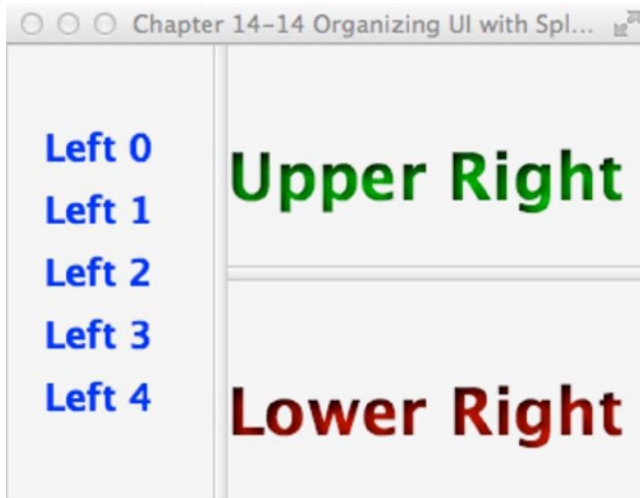 Chapter 14-14 Organizing UI with Spl...
Left 0
Left 1
Left 2
Left 3
Left 4
Upper Right
Lower Right